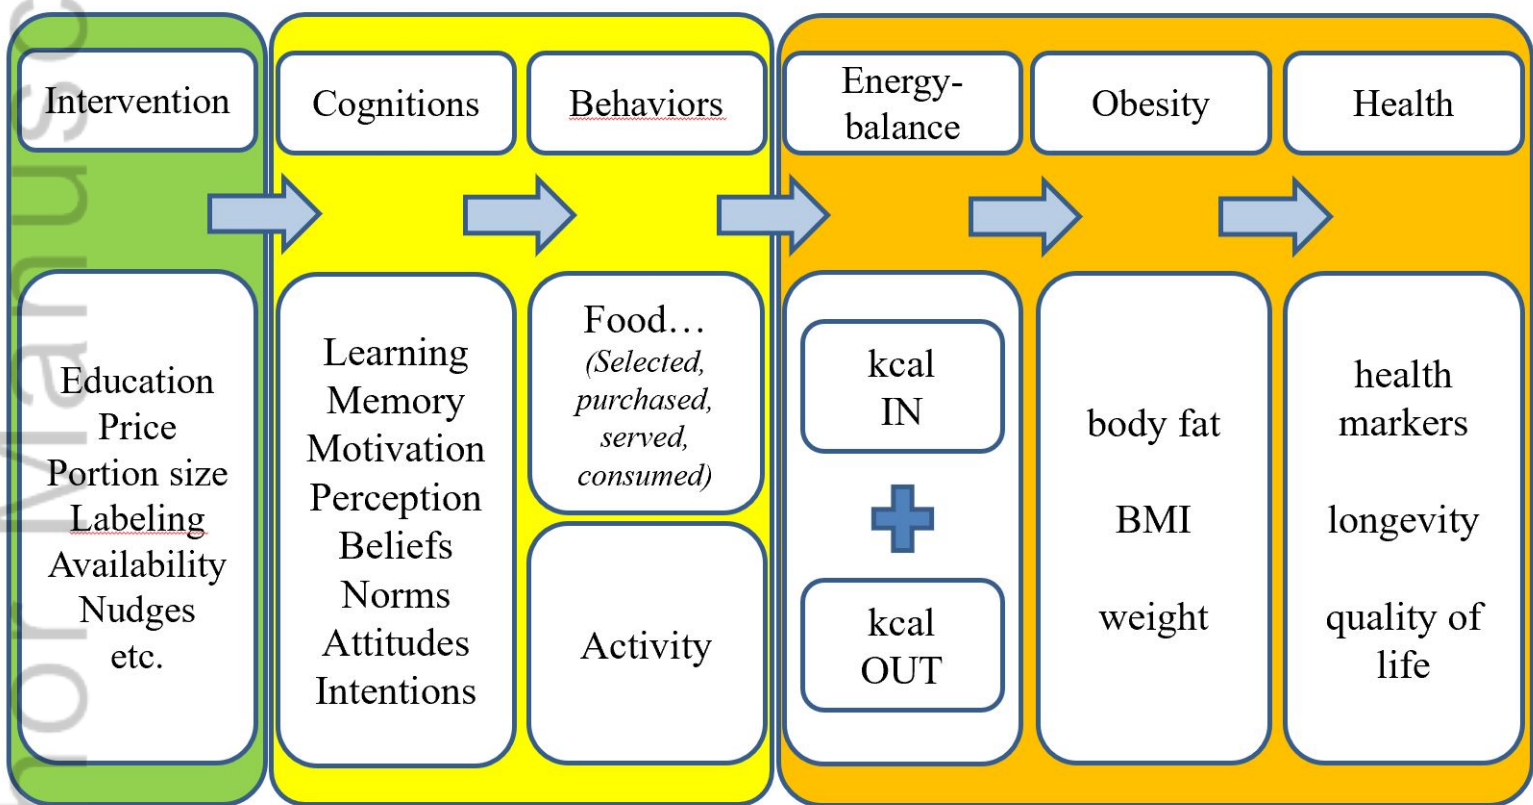 Intervention
Cognitions
Behaviors
Energy-
balance
Obesity
Health
Education
Price
Portion size
Labeling
Availability
Nudges
etc.
Learning
Memory
Motivation
Perception
Beliefs
Norms
Attitudes
Intentions
Food…
(Selected,
purchased,
served,
consumed)
Activity
kcal
IN
kcal
OUT
body fat
BMI
weight
health
markers
longevity
quality of
life
hor Manusc